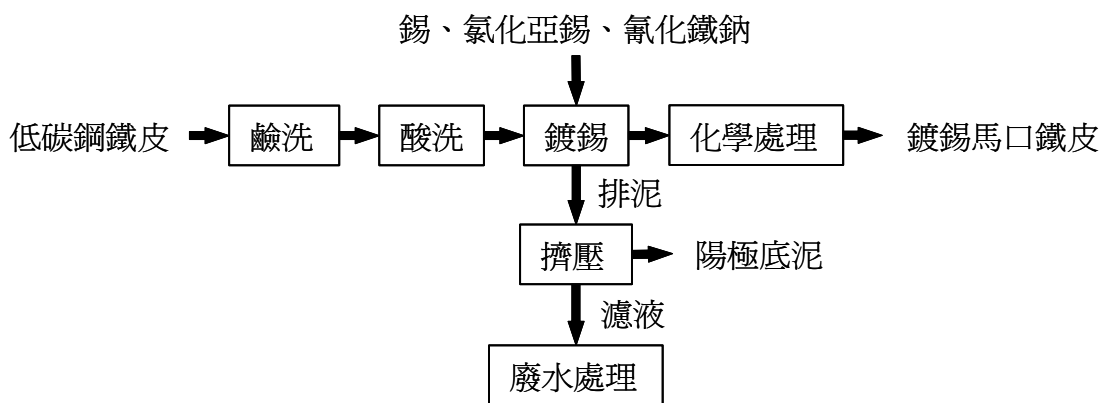 錫、氯化亞錫、氰化鐵鈉
低碳鋼鐵皮
鹼洗
酸洗
鍍錫
化學處理
鍍錫馬口鐵皮
排泥
擠壓
陽極底泥
濾液
廢水處理